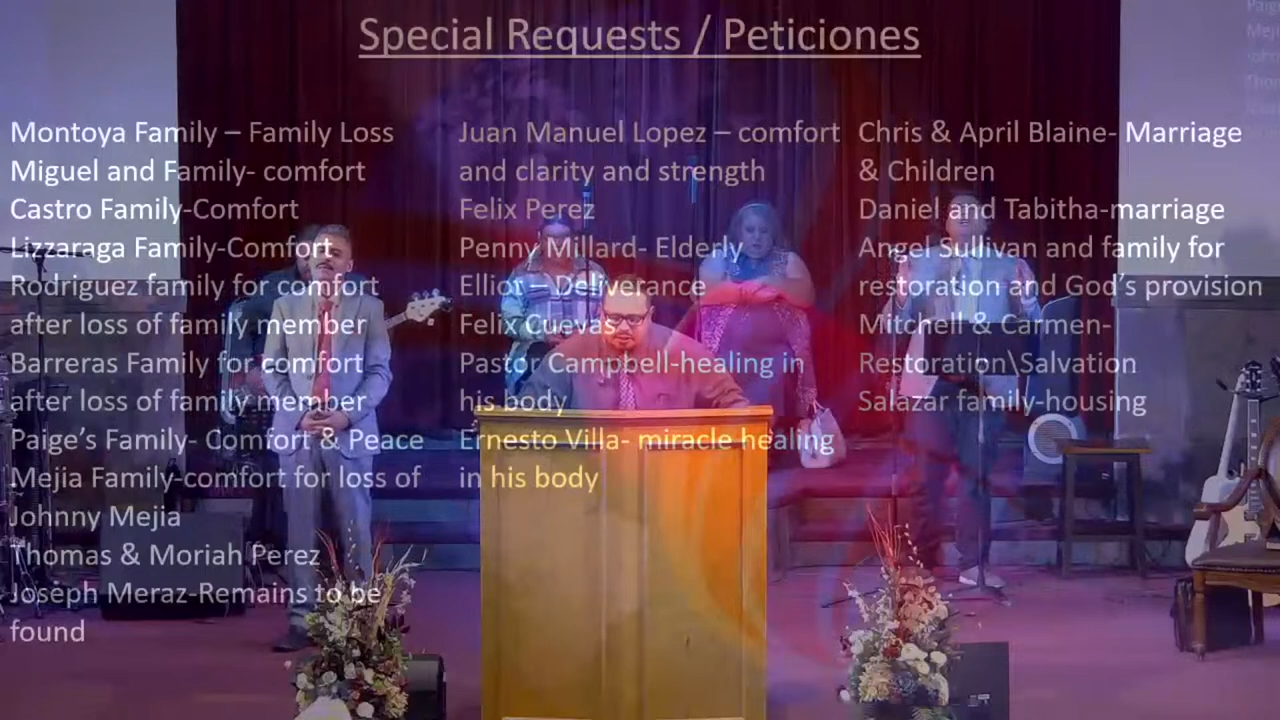 Special Requests / Peticiones
Montoya Family – Family Loss
Miguel and Family- comfort
Castro Family-Comfort
Lizzaraga Family-Comfort
Rodriguez family for comfort
after loss of family member
Barreras Family for comfort
after loss of family member
Paige's Family- Comfort & Peace
Mejia Family-comfort for loss of
Johnny Mejia
Thomas & Moriah Perez
Joseph Meraz-Remains to be
found
Juan Manuel Lopez – comfort
and clarity and strength
Felix Perez
Penny Millard- Elderly
Elliot – Deliverance
Felix Cuevas
Pastor Campbell-healing in
his body
Ernesto Villa- miracle healing
in his body
Chris & April Blaine- Marriage
& Children
Daniel and Tabitha-marriage
Angel Sullivan and family for
restoration and God's provision
Mitchell & Carmen-
Restoration\Salvation
Salazar family-housing